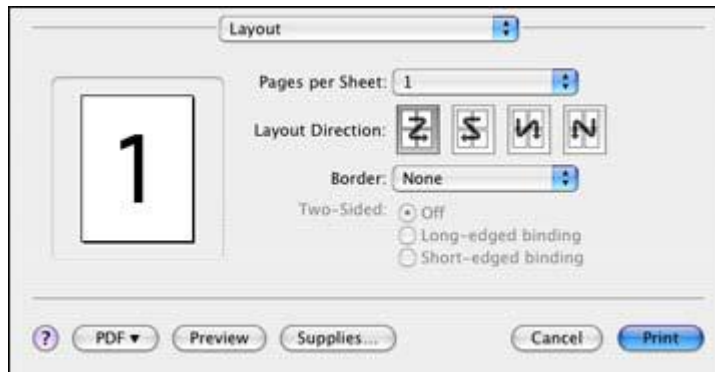 Layout
Pages per Sheet: 1
1
Layout Direction:
Border: None
Two-Sided: Off
Long-edged binding
Short-edged binding
? PDF▼ Preview Supplies... Cancel Print